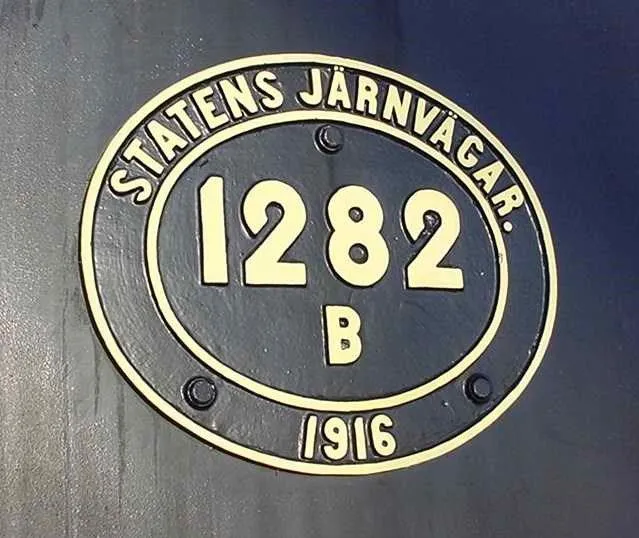 STATENS JÄRNVÄGAR.
1282
B
1916